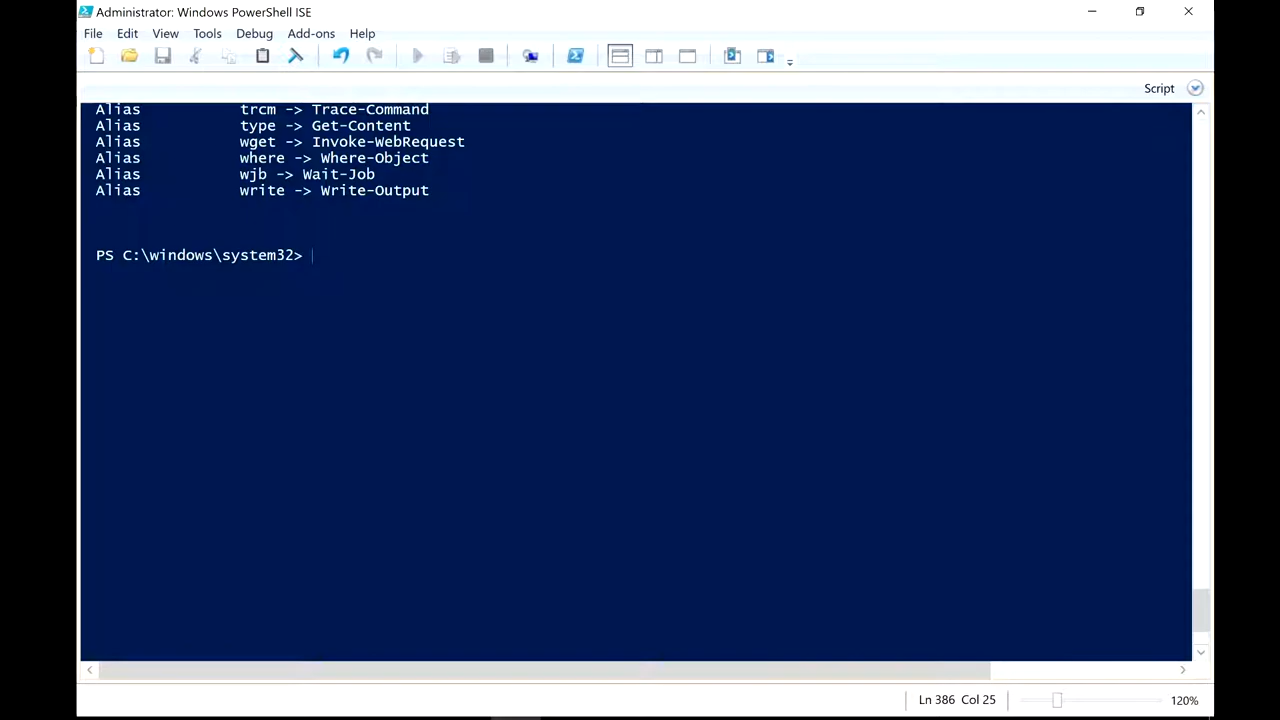 Administrator: Windows PowerShell ISE
File Edit View Tools Debug Add-ons Help
Script
Alias trcm -> Trace-Command
Alias type -> Get-Content
Alias wget -> Invoke-WebRequest
Alias where -> Where-Object
Alias wjb -> Wait-Job
Alias write -> Write-Output
PS C:\windows\system32>
Ln 386 Col 25 120%